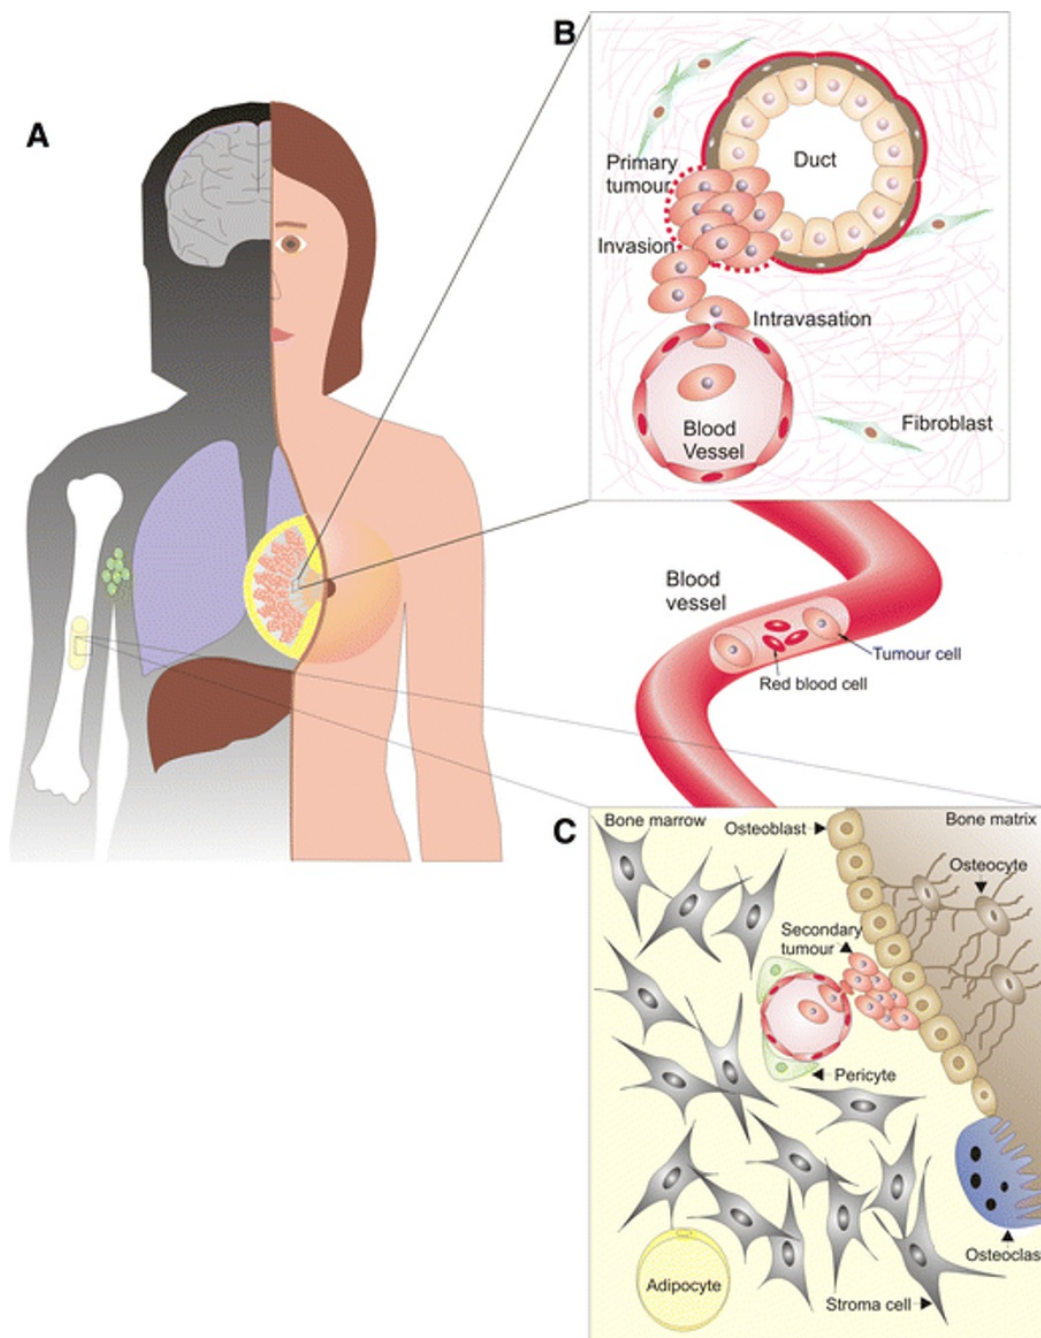 A
B
Primary
tumour
Duct
Invasion
Intravasation
Blood
Vessel
Fibroblast
Blood
vessel
Tumour cell
Red blood cell
C
Bone marrow
Osteoblast
Bone matrix
Osteocyte
Secondary
tumour
Pericyte
Osteoclas
Adipocyte
Stroma cell